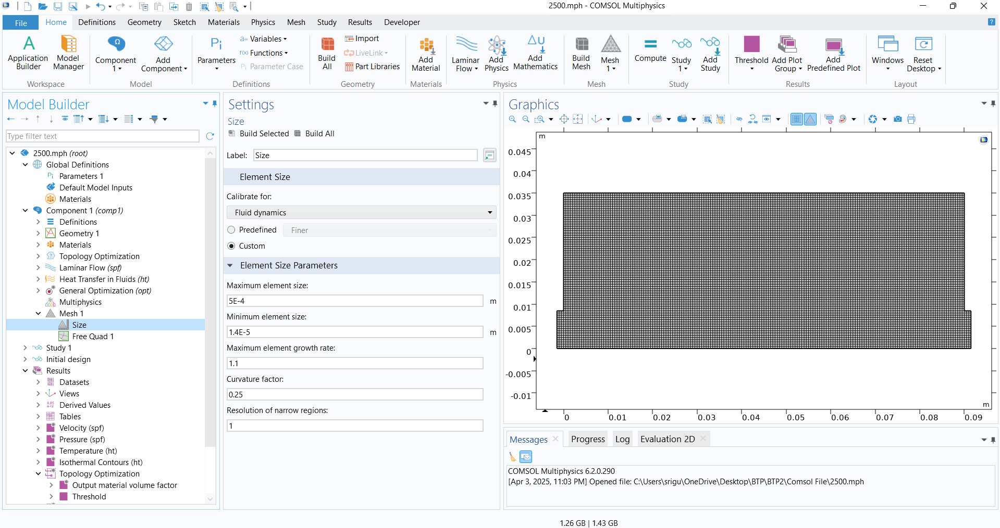 2500.mph - COMSOL Multiphysics
File Home Definitions Geometry Sketch Materials Physics Mesh Study Results Developer
Application Builder
Model Manager
Workspace
Component 1
Add Component
Model
Parameters
a= Variables
f(x) Functions
Pi Parameter Case
Definitions
Build All
Import
LiveLink
Part Libraries
Geometry
Add Material
Materials
Laminar Flow
Add Physics
Add Mathematics
Physics
Build Mesh
Mesh 1
Mesh
Compute
Study 1
Add Study
Study
Threshold
Add Plot Group
Add Predefined Plot
Results
Windows
Reset Desktop
Layout
Model Builder
Type filter text
2500.mph (root)
Global Definitions
Parameters 1
Default Model Inputs
Materials
Component 1 (comp1)
Definitions
Geometry 1
Materials
Topology Optimization
Laminar Flow (spf)
Heat Transfer in Fluids (ht)
General Optimization (opt)
Multiphysics
Mesh 1
Size
Free Quad 1
Study 1
Initial design
Results
Datasets
Views
Derived Values
Tables
Velocity (spf)
Pressure (spf)
Temperature (ht)
Isothermal Contours (ht)
Topology Optimization
Output material volume factor
Threshold
Settings
Size
Build Selected Build All
Label: Size
Element Size
Calibrate for:
Fluid dynamics
Predefined Finer
Custom
Element Size Parameters
Maximum element size:
5E-4 m
Minimum element size:
1.4E-5 m
Maximum element growth rate:
1.1
Curvature factor:
0.25
Resolution of narrow regions:
1
Graphics
m
0.045
0.04
0.035
0.03
0.025
0.02
0.015
0.01
0.005
0
-0.005
-0.01
m
0 0.01 0.02 0.03 0.04 0.05 0.06 0.07 0.08 0.09
Messages Progress Log Evaluation 2D
COMSOL Multiphysics 6.2.0.290
[Apr 3, 2025, 11:03 PM] Opened file: C:\Users\srigu\OneDrive\Desktop\BTP\BTP2\Comsol File\2500.mph
1.26 GB | 1.43 GB